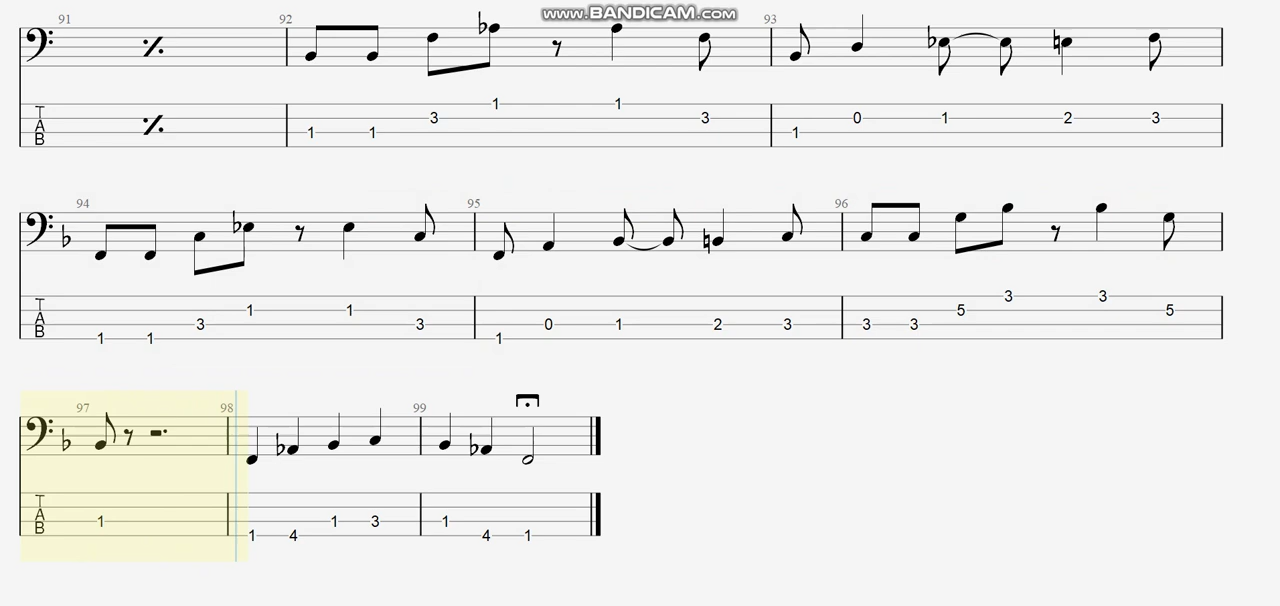 www.BANDICAM.com
91 92 93
T 1 1 3 1 1 3 1 0 1 2 3
A
B
94 95 96
T 1 1 3 1 1 3 1 0 1 2 3 3 3 5 3 3 5
A
B
97 98 99
T 1 1 4 1 3 1 4 1
A
B